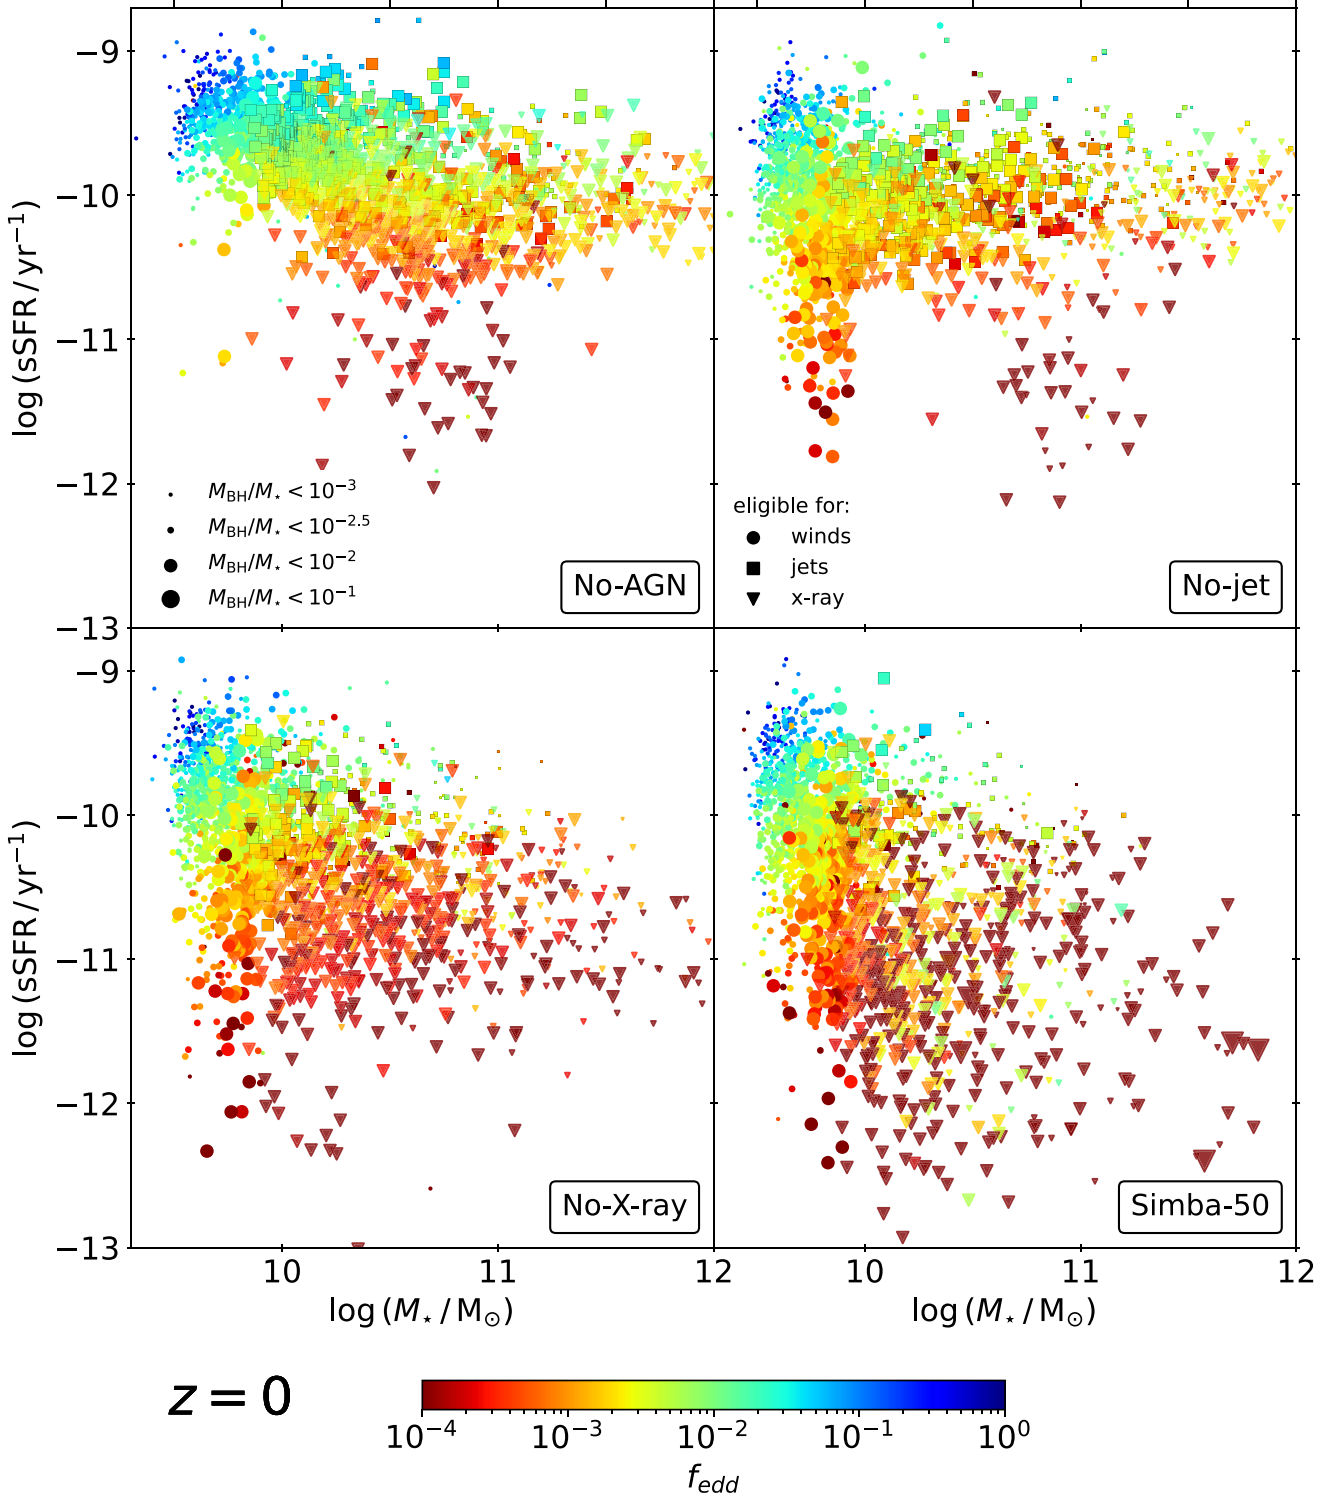 −9
−10
−11
−12
−13
log (sSFR / yr⁻¹)
M_BH/M⋆ < 10⁻³
M_BH/M⋆ < 10^−2.5
M_BH/M⋆ < 10⁻²
M_BH/M⋆ < 10⁻¹
No-AGN
eligible for:
winds
jets
x-ray
No-jet
−9
−10
−11
−12
−13
log (sSFR / yr⁻¹)
No-X-ray
Simba-50
10 11 12
10 11 12
log (M⋆ / M⊙)
log (M⋆ / M⊙)
z = 0
10⁻⁴ 10⁻³ 10⁻² 10⁻¹ 10⁰
f_edd